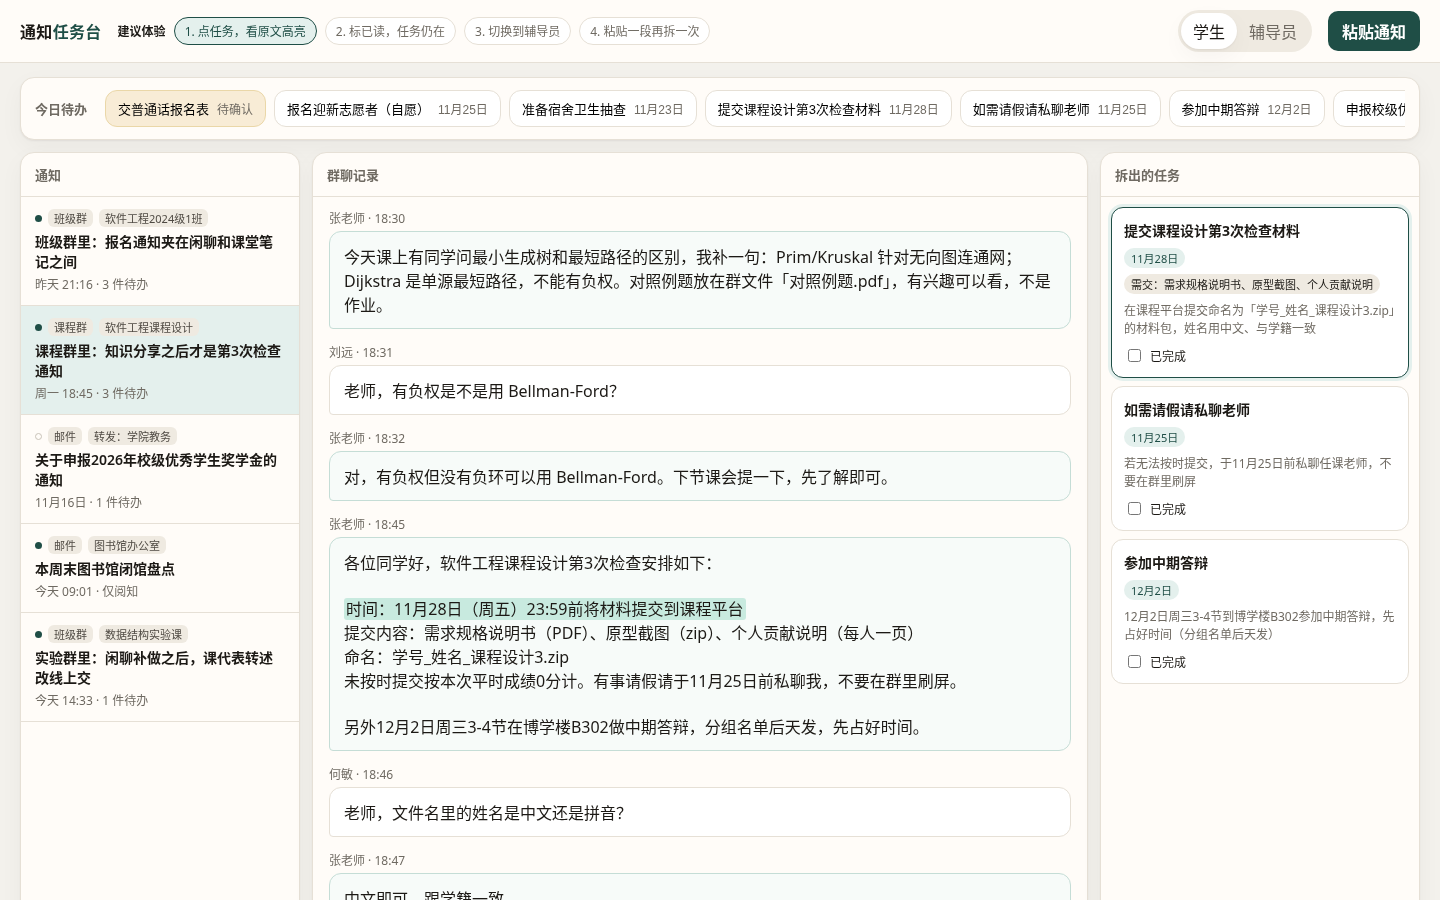 通知任务台
建议体验
1. 点任务，看原文高亮
2. 标已读，任务仍在
3. 切换到辅导员
4. 粘贴一段再拆一次
学生
辅导员
粘贴通知
今日待办
交普通话报名表 待确认
报名迎新志愿者（自愿） 11月25日
准备宿舍卫生抽查 11月23日
提交课程设计第3次检查材料 11月28日
如需请假请私聊老师 11月25日
参加中期答辩 12月2日
申报校级
通知
班级群 软件工程2024级1班
班级群里：报名通知夹在闲聊和课堂笔
记之间
昨天 21:16 · 3 件待办
课程群 软件工程课程设计
课程群里：知识分享之后才是第3次检查
通知
周一 18:45 · 3 件待办
邮件 转发：学院教务
关于申报2026年校级优秀学生奖学金的
通知
11月16日 · 1 件待办
邮件 图书馆办公室
本周末图书馆闭馆盘点
今天 09:01 · 仅阅知
班级群 数据结构实验课
实验群里：闲聊补做之后，课代表转述
改线上交
今天 14:33 · 1 件待办
群聊记录
张老师 · 18:30
今天课上有同学问最小生成树和最短路径的区别，我补一句：Prim/Kruskal 针对无向图连通网；
Dijkstra 是单源最短路径，不能有负权。对照例题放在群文件「对照例题.pdf」，有兴趣可以看，不是
作业。
刘远 · 18:31
老师，有负权是不是用 Bellman-Ford？
张老师 · 18:32
对，有负权但没有负环可以用 Bellman-Ford。下节课会提一下，先了解即可。
张老师 · 18:45
各位同学好，软件工程课程设计第3次检查安排如下：
时间：11月28日（周五）23:59前将材料提交到课程平台
提交内容：需求规格说明书（PDF）、原型截图（zip）、个人贡献说明（每人一页）
命名：学号_姓名_课程设计3.zip
未按时提交按本次平时成绩0分计。有事请假请于11月25日前私聊我，不要在群里刷屏。
另外12月2日周三3-4节在博学楼B302做中期答辩，分组名单后天发，先占好时间。
何敏 · 18:46
老师，文件名里的姓名是中文还是拼音？
张老师 · 18:47
中文即可，跟学籍一致
拆出的任务
提交课程设计第3次检查材料
11月28日
需交：需求规格说明书、原型截图、个人贡献说明
在课程平台提交命名为「学号_姓名_课程设计3.zip」
的材料包，姓名用中文、与学籍一致
已完成
如需请假请私聊老师
11月25日
若无法按时提交，于11月25日前私聊任课老师，不
要在群里刷屏
已完成
参加中期答辩
12月2日
12月2日周三3-4节到博学楼B302参加中期答辩，先
占好时间（分组名单后天发）
已完成